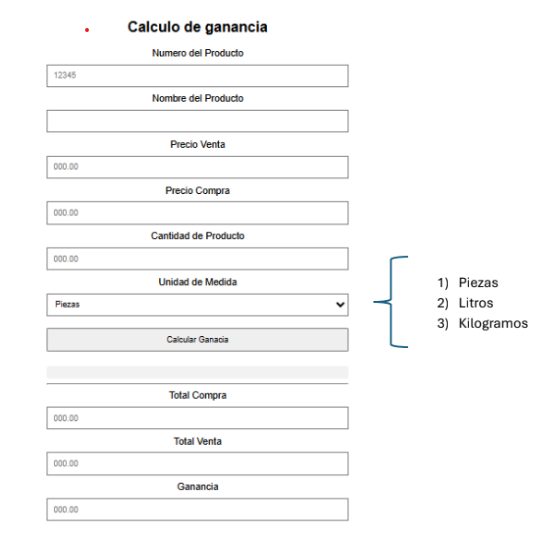 Calculo de ganancia
Numero del Producto
12345
Nombre del Producto
Precio Venta
000.00
Precio Compra
000.00
Cantidad de Producto
000.00
Unidad de Medida
Piezas
Calcular Ganacia
Total Compra
000.00
Total Venta
000.00
Ganancia
000.00
1) Piezas
2) Litros
3) Kilogramos